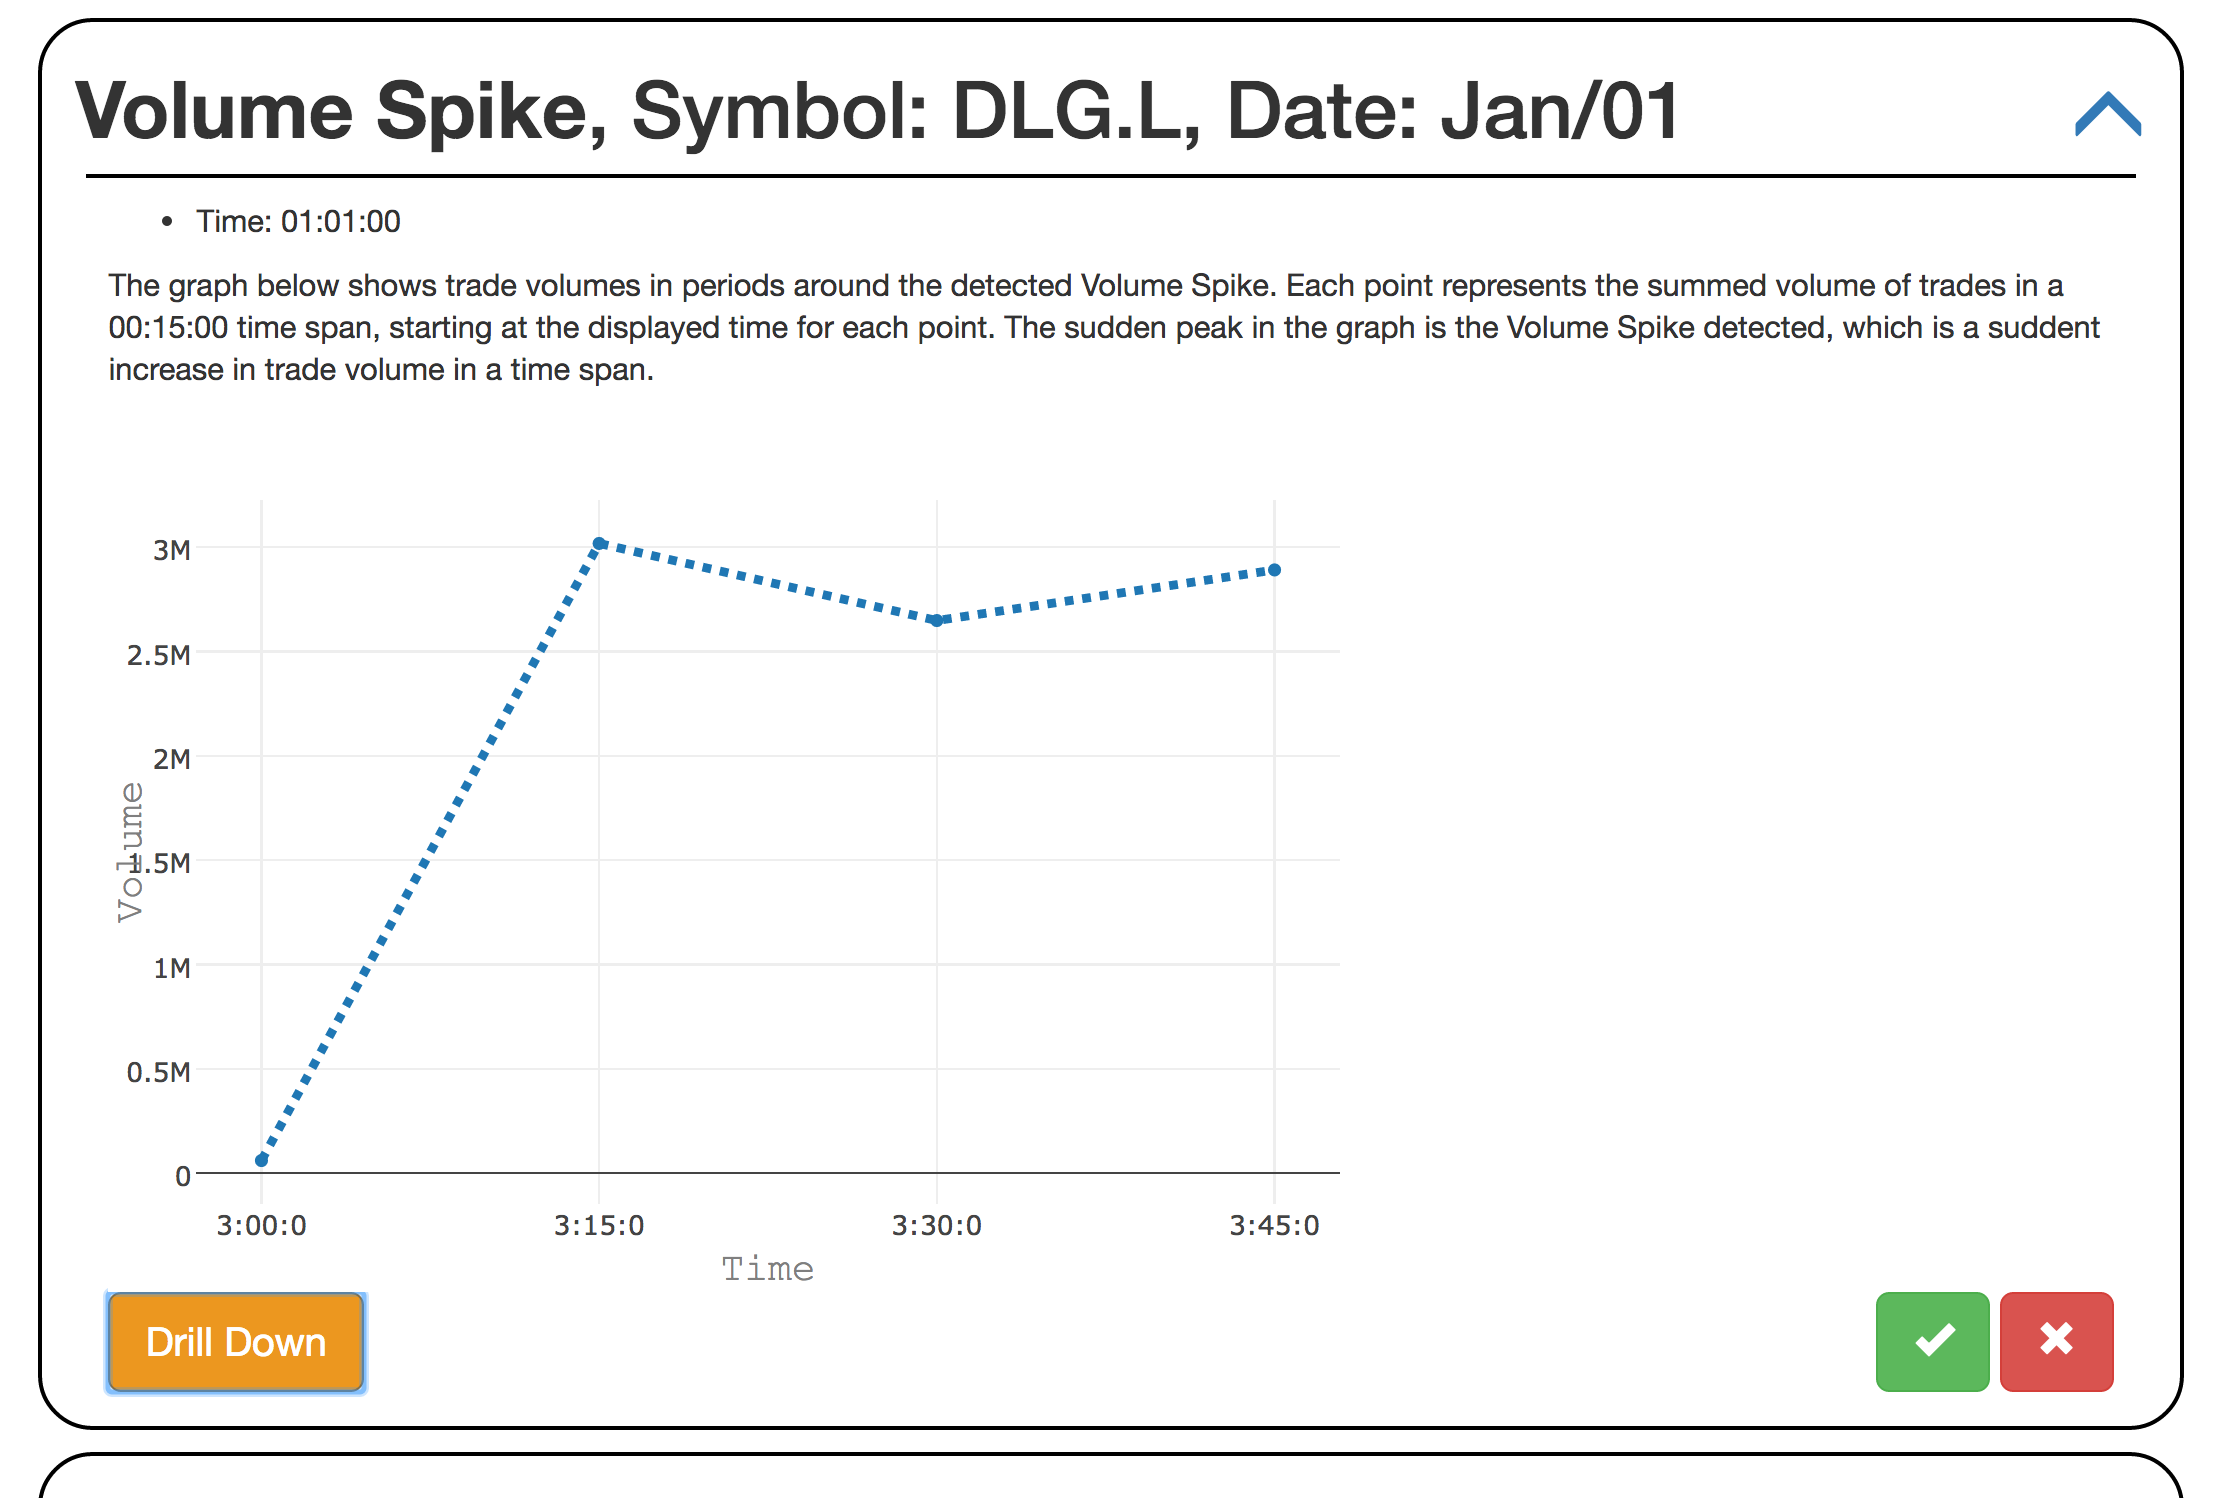 Volume Spike, Symbol: DLG.L, Date: Jan/01
• Time: 01:01:00
The graph below shows trade volumes in periods around the detected Volume Spike. Each point represents the summed volume of trades in a
00:15:00 time span, starting at the displayed time for each point. The sudden peak in the graph is the Volume Spike detected, which is a suddent
increase in trade volume in a time span.
3M
2.5M
2M
1.5M
1M
0.5M
0
Volume
3:00:0 3:15:0 3:30:0 3:45:0
Time
Drill Down